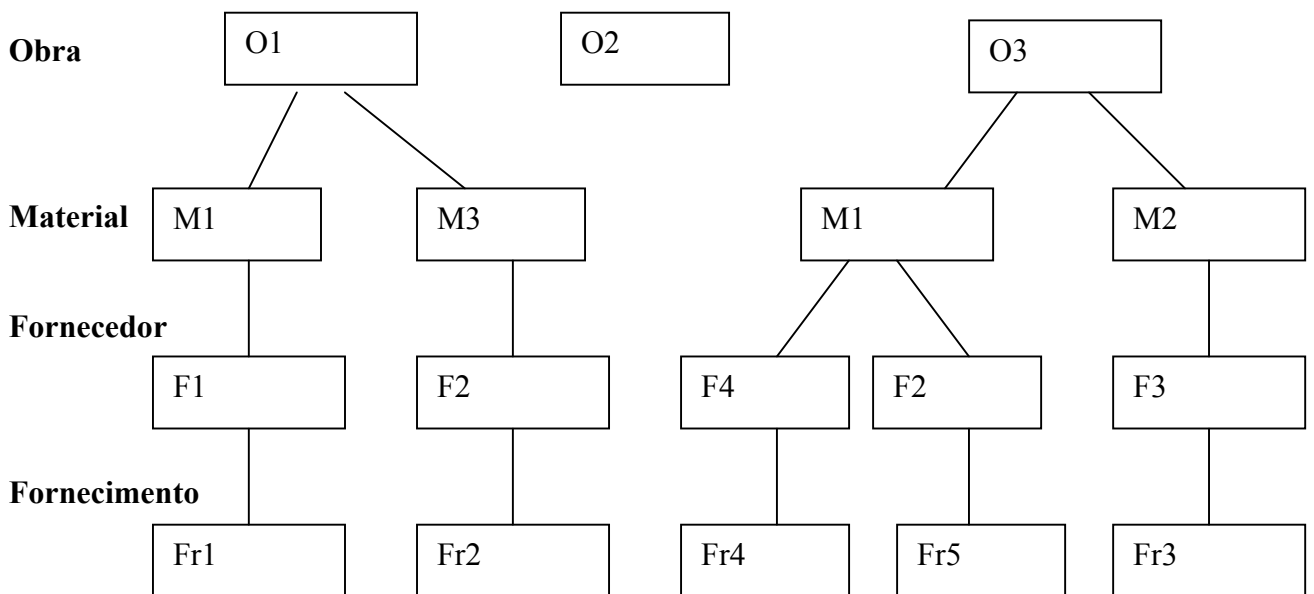 Obra O1 O2 O3
Material M1 M3 M1 M2
Fornecedor
F1 F2 F4 F2 F3
Fornecimento
Fr1 Fr2 Fr4 Fr5 Fr3